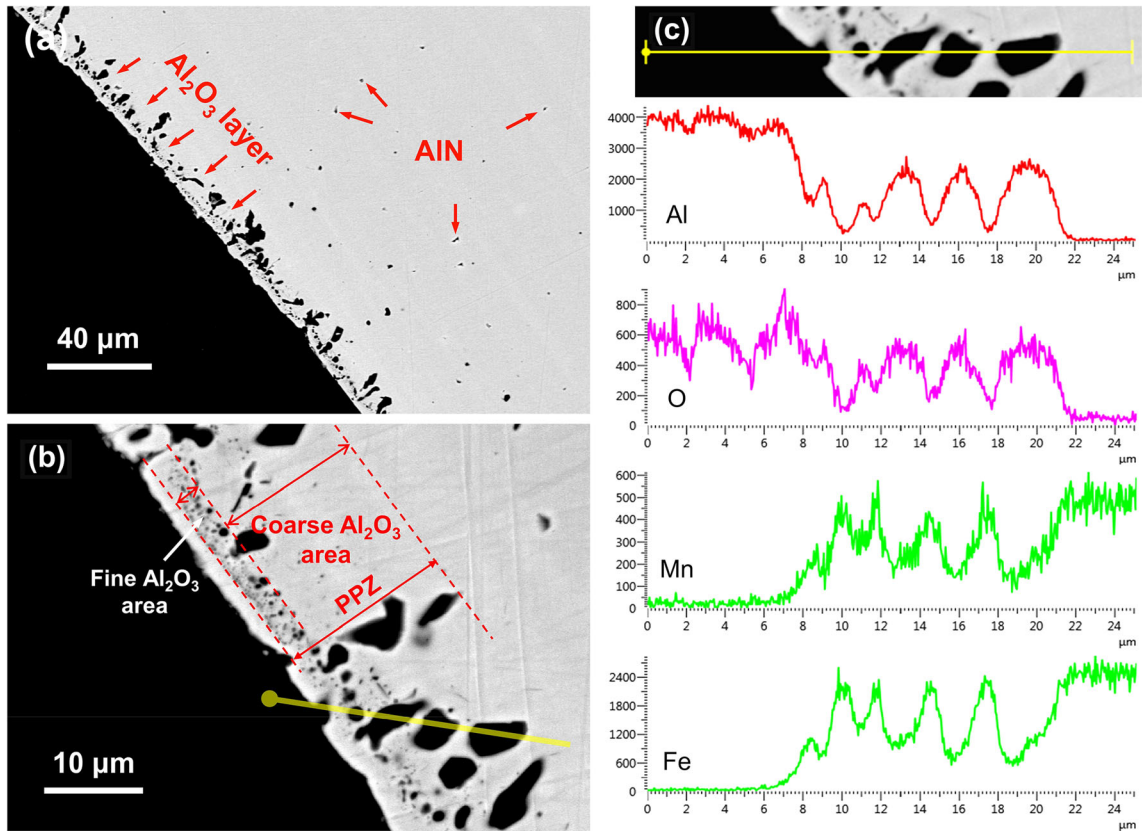 (a)
Al₂O₃ layer
AlN
40 μm
(b)
Coarse Al₂O₃
area
Fine Al₂O₃
area
PPZ
10 μm
(c)
4000
3000
2000
1000
Al
0 2 4 6 8 10 12 14 16 18 20 22 24
μm
800
600
400
200
0
O
0 2 4 6 8 10 12 14 16 18 20 22 24
μm
600
500
400
300
200
100
0
Mn
0 2 4 6 8 10 12 14 16 18 20 22 24
μm
2400
1800
1200
600
0
Fe
0 2 4 6 8 10 12 14 16 18 20 22 24
μm